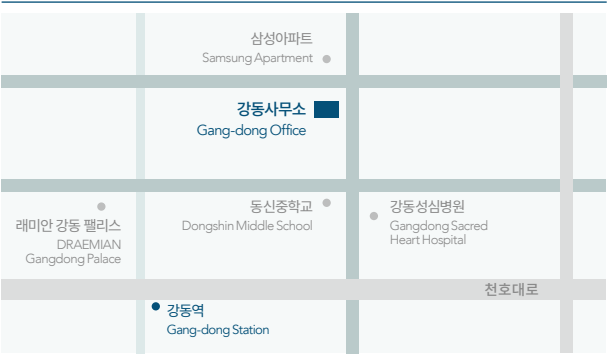 삼성아파트
Samsung Apartment
강동사무소
Gang-dong Office
동신중학교
Dongshin Middle School
강동성심병원
Gangdong Sacred
Heart Hospital
래미안 강동 팰리스
DRAEMIAN
Gangdong Palace
천호대로
강동역
Gang-dong Station